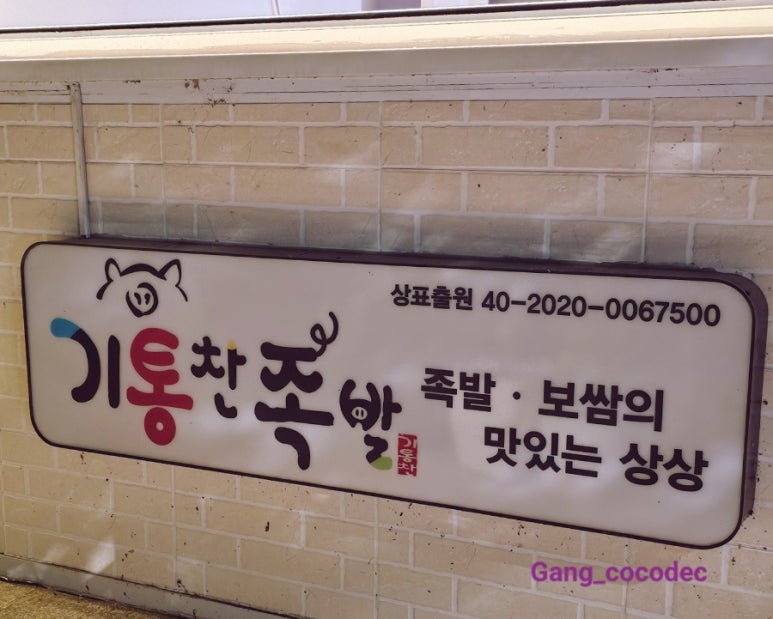 상표출원 40-2020-0067500
기통찬족발
기통찬
족발 · 보쌈의
맛있는 상상
Gang_cocodec